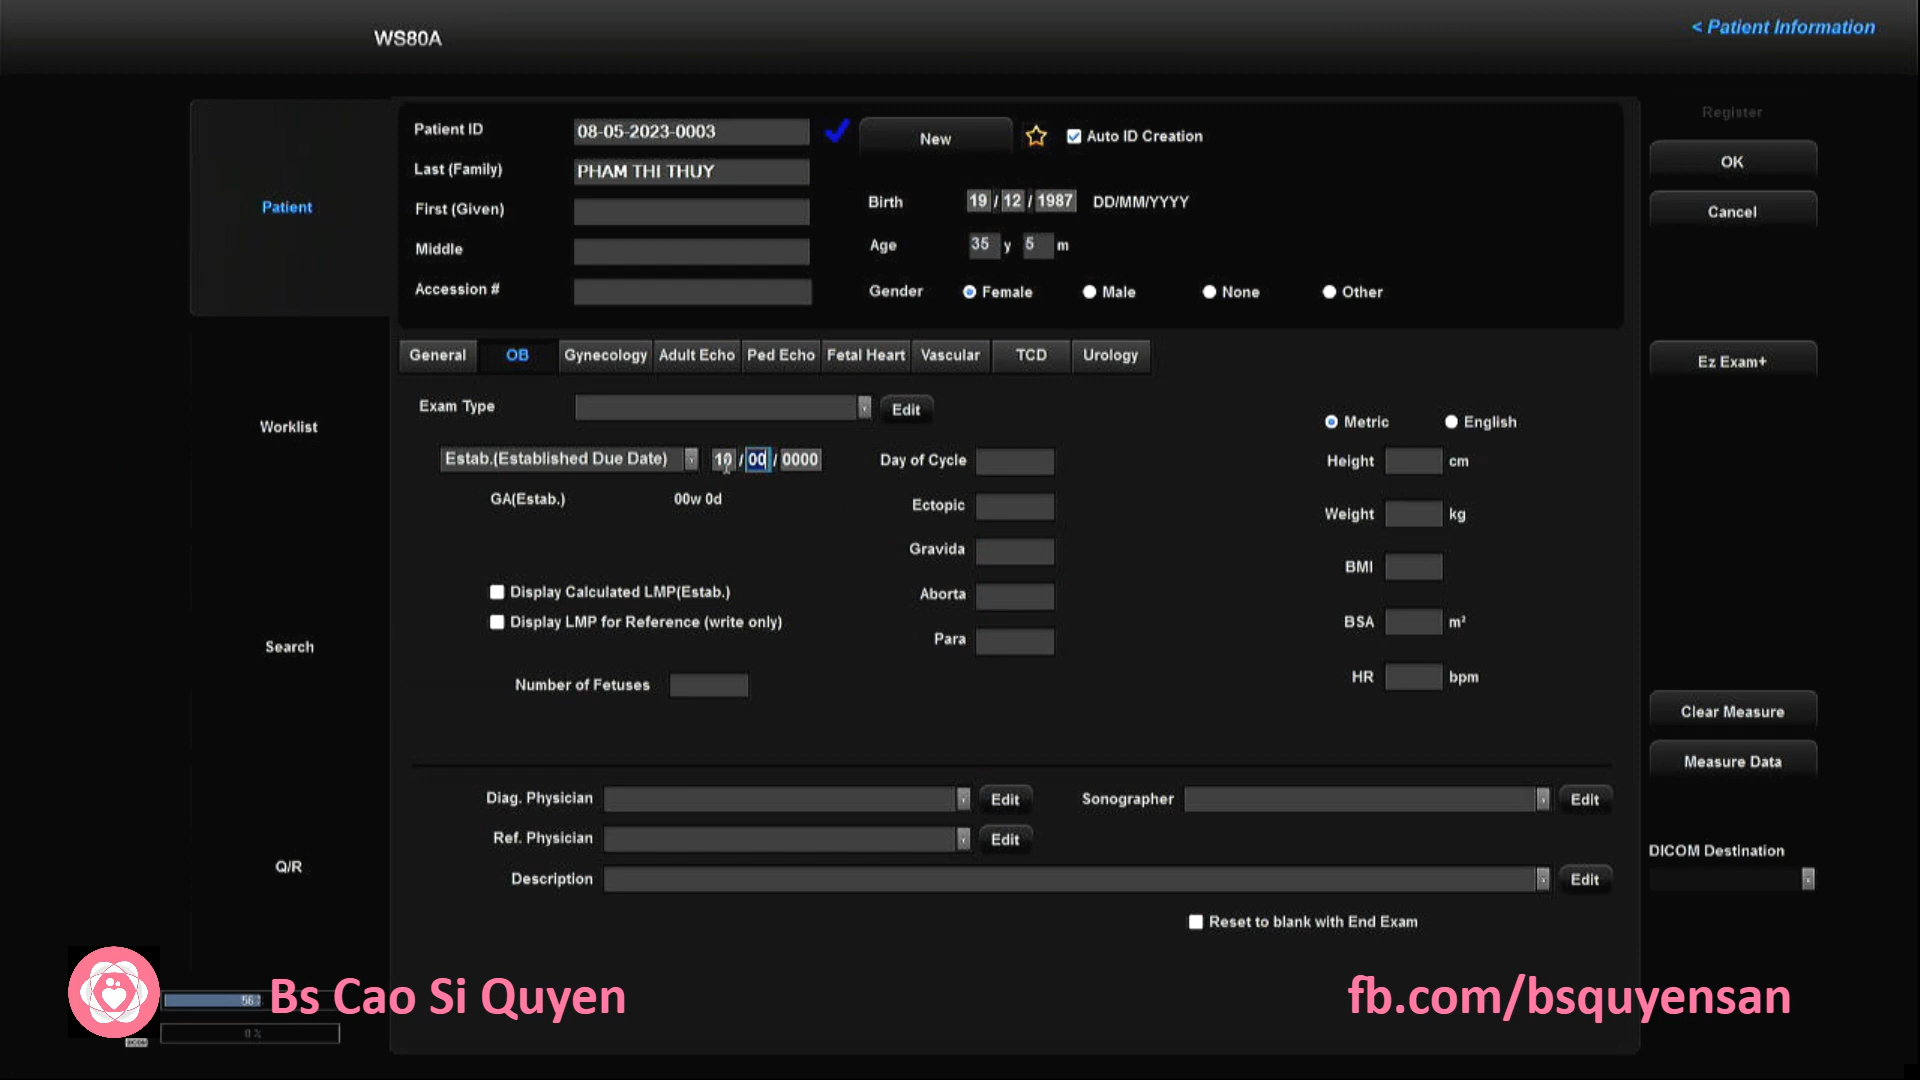 WS80A
< Patient Information
Patient
Worklist
Search
Q/R
Patient ID 08-05-2023-0003 New Auto ID Creation
Last (Family) PHAM THI THUY
First (Given)
Middle
Accession #
Birth 19 / 12 / 1987 DD/MM/YYYY
Age 35 y 5 m
Gender Female Male None Other
General OB Gynecology Adult Echo Ped Echo Fetal Heart Vascular TCD Urology
Exam Type Edit
Estab.(Established Due Date) 10 / 00 / 0000
GA(Estab.) 00w 0d
Display Calculated LMP(Estab.)
Display LMP for Reference (write only)
Number of Fetuses
Day of Cycle
Ectopic
Gravida
Aborta
Para
Metric English
Height cm
Weight kg
BMI
BSA m²
HR bpm
Diag. Physician Edit Sonographer Edit
Ref. Physician Edit
Description Edit
Reset to blank with End Exam
Register
OK
Cancel
Ez Exam+
Clear Measure
Measure Data
DICOM Destination
Bs Cao Si Quyen
fb.com/bsquyensan